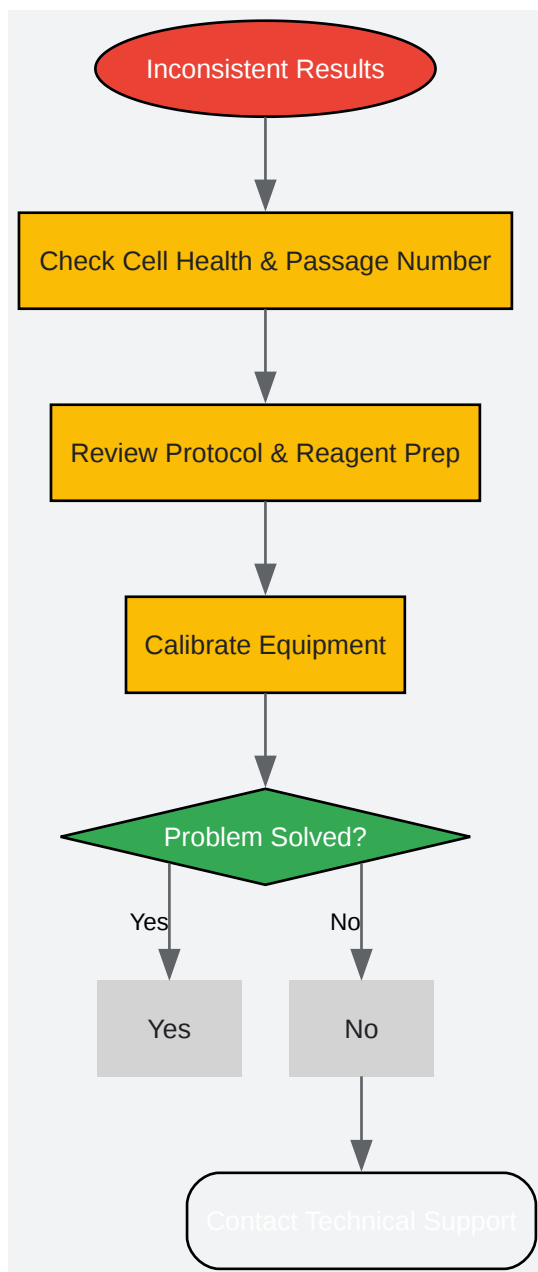 Inconsistent Results
Check Cell Health & Passage Number
Review Protocol & Reagent Prep
Calibrate Equipment
Problem Solved?
Yes
No
Yes
No
Contact Technical Support